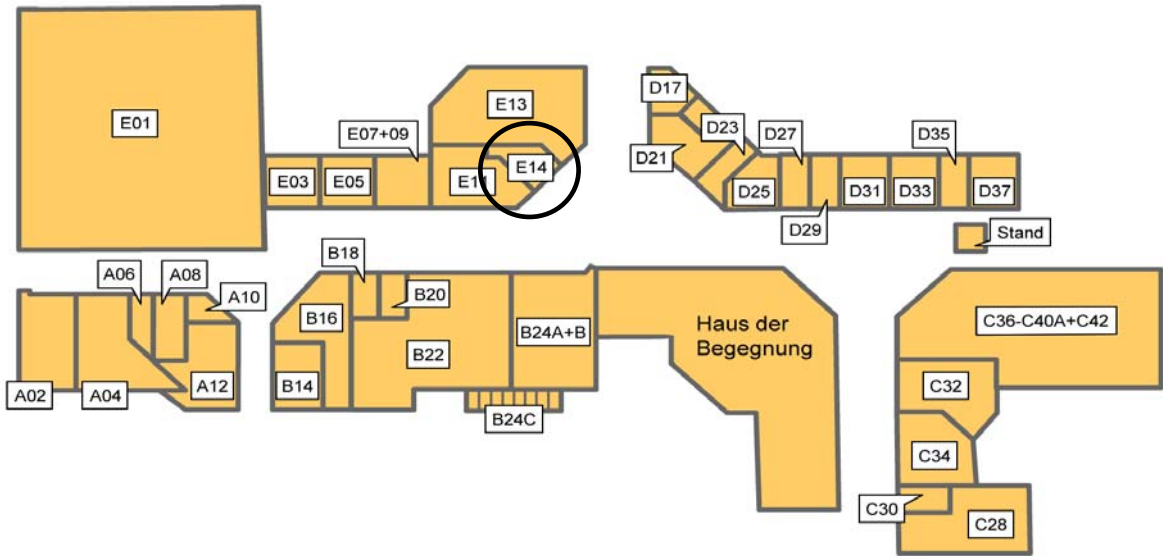 E01
E03
E05
E07+09
E13
E11
E14
D17
D21
D23
D25
D27
D29
D31
D33
D35
D37
Stand
A02
A04
A06
A08
A10
A12
B14
B16
B18
B20
B22
B24A+B
B24C
Haus der
Begegnung
C36-C40A+C42
C32
C34
C30
C28